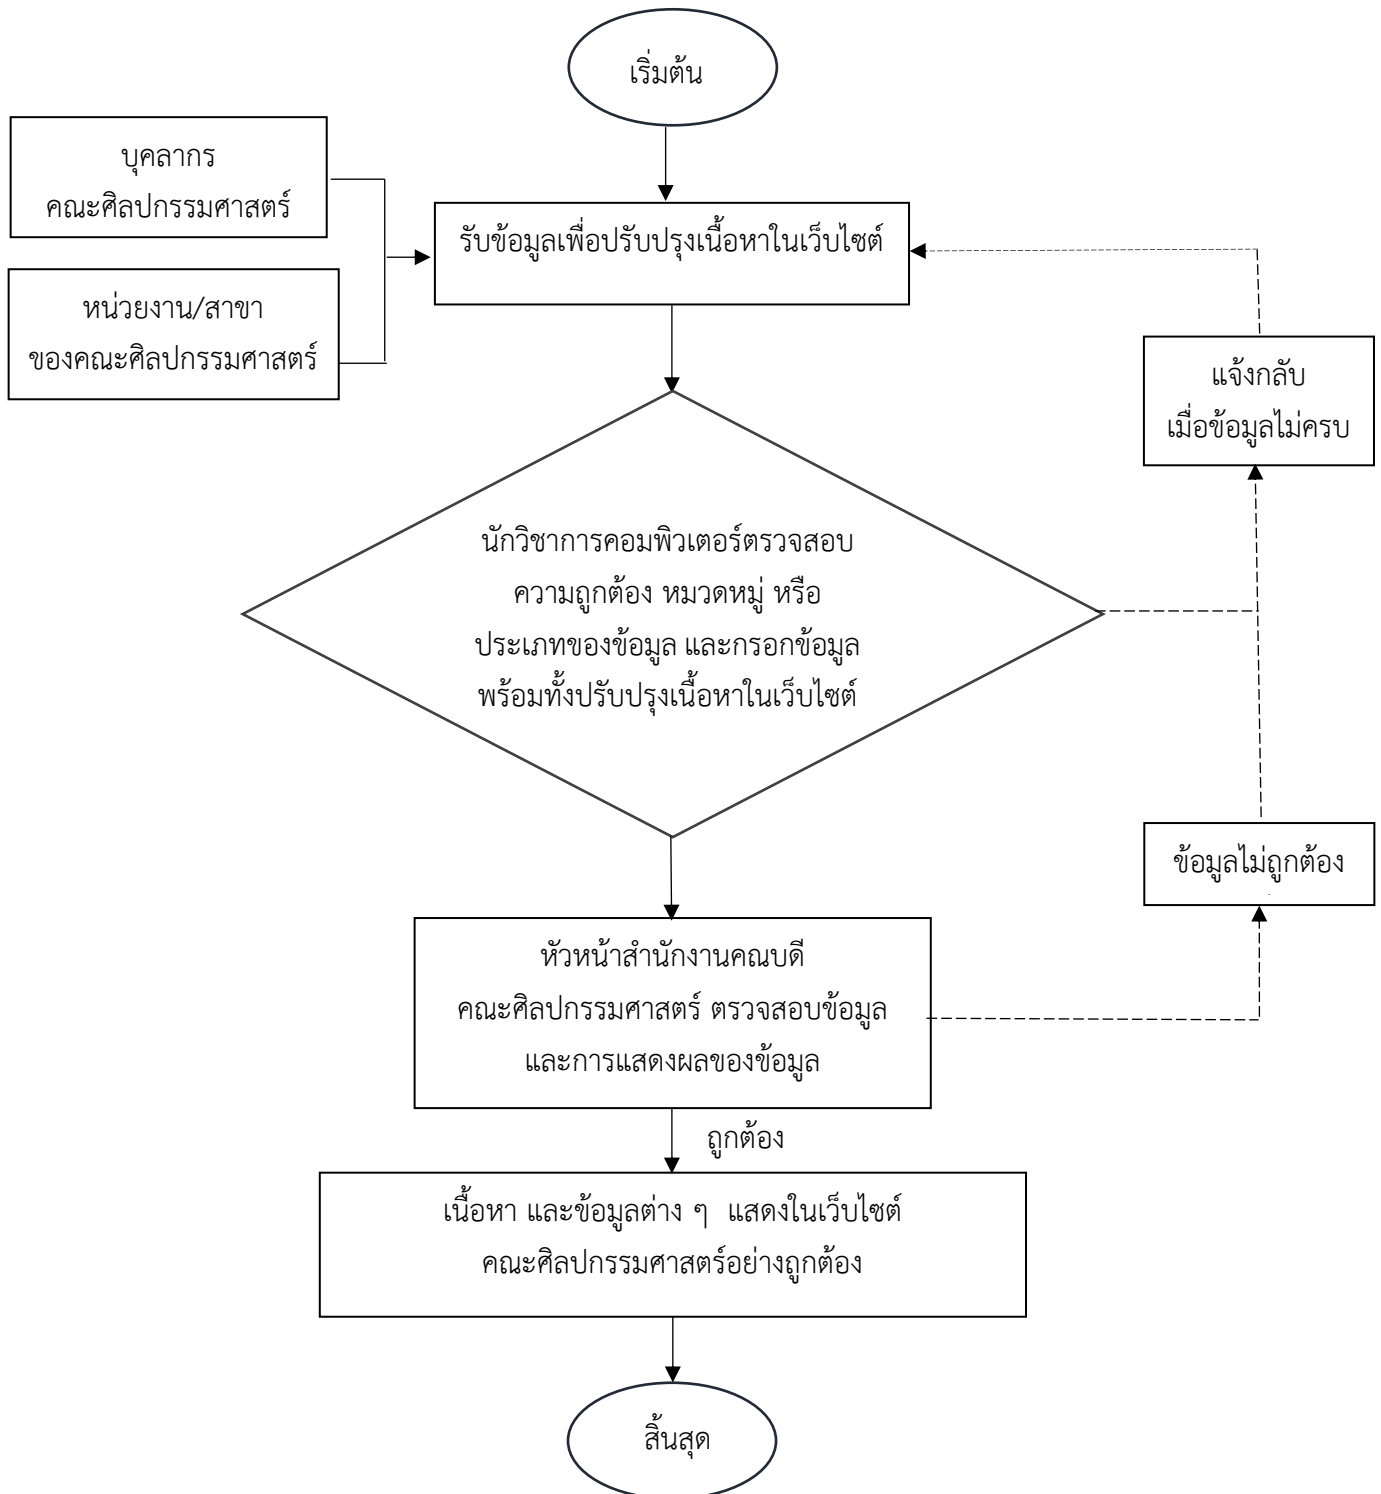 เริ่มต้น
บุคลากร
คณะศิลปกรรมศาสตร์
รับข้อมูลเพื่อปรับปรุงเนื้อหาในเว็บไซต์
หน่วยงาน/สาขา
ของคณะศิลปกรรมศาสตร์
แจ้งกลับ
เมื่อข้อมูลไม่ครบ
นักวิชาการคอมพิวเตอร์ตรวจสอบ
ความถูกต้อง หมวดหมู่ หรือ
ประเภทของข้อมูล และกรอกข้อมูล
พร้อมทั้งปรับปรุงเนื้อหาในเว็บไซต์
ข้อมูลไม่ถูกต้อง
หัวหน้าสำนักงานคณบดี
คณะศิลปกรรมศาสตร์ ตรวจสอบข้อมูล
และการแสดงผลของข้อมูล
ถูกต้อง
เนื้อหา และข้อมูลต่าง ๆ แสดงในเว็บไซต์
คณะศิลปกรรมศาสตร์อย่างถูกต้อง
สิ้นสุด